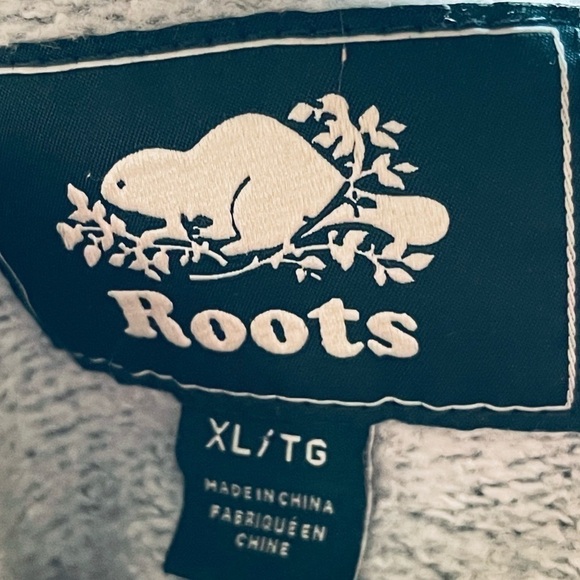 Roots
XL/TG
MADE IN CHINA
FABRIQUÉ EN
CHINE